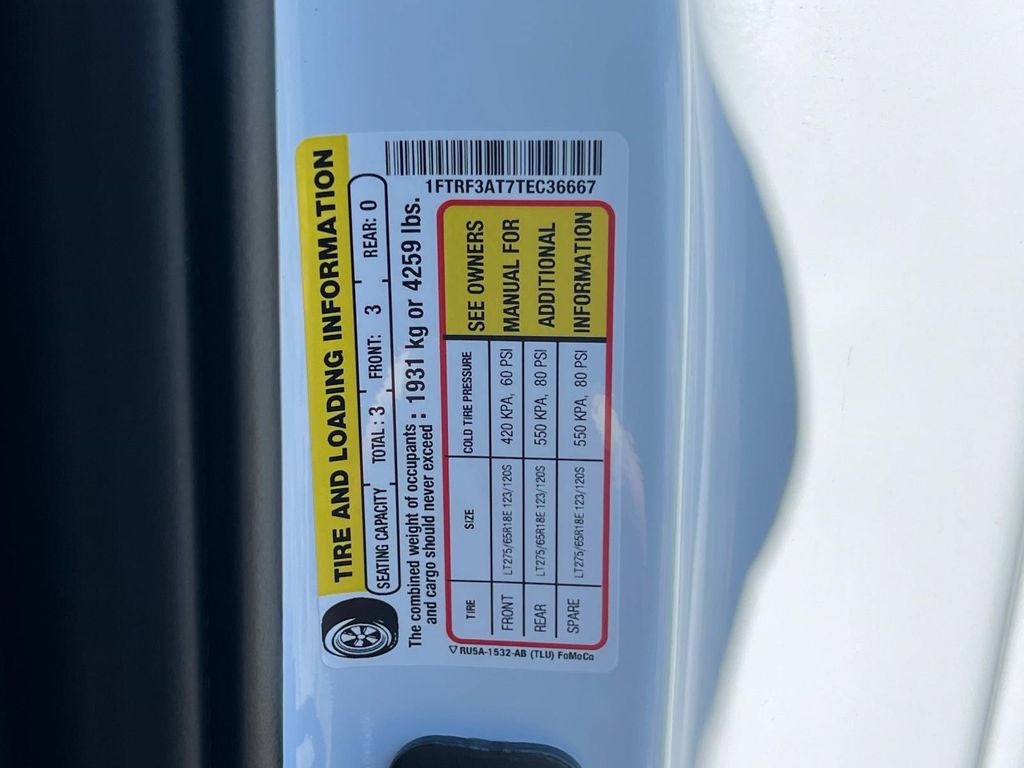 TIRE AND LOADING INFORMATION
SEATING CAPACITY TOTAL : 3 FRONT: 3 REAR: 0
The combined weight of occupants
and cargo should never exceed : 1931 kg or 4259 lbs.
1FTRF3AT7TEC36667
TIRE SIZE COLD TIRE PRESSURE
FRONT LT275/65R18E 123/120S 420 KPA, 60 PSI
REAR LT275/65R18E 123/120S 550 KPA, 80 PSI
SPARE LT275/65R18E 123/120S 550 KPA, 80 PSI
SEE OWNERS
MANUAL FOR
ADDITIONAL
INFORMATION
RU5A-1532-AB (TLU) FoMoCo